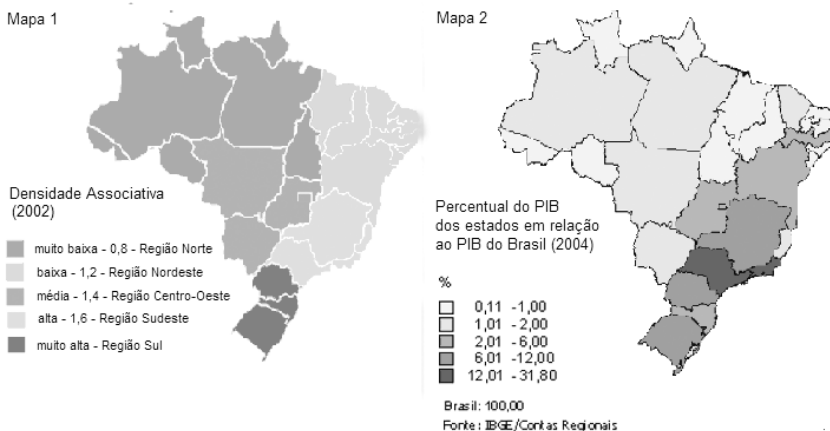 Mapa 1
Densidade Associativa
(2002)
muito baixa - 0,8 - Região Norte
baixa - 1,2 - Região Nordeste
média - 1,4 - Região Centro-Oeste
alta - 1,6 - Região Sudeste
muito alta - Região Sul
Mapa 2
Percentual do PIB
dos estados em relação
ao PIB do Brasil (2004)
%
0,11 -1,00
1,01 - 2,00
2,01 - 6,00
6,01 -12,00
12,01 - 31,80
Brasil: 100,00
Fonte: IBGE/Contas Regionais